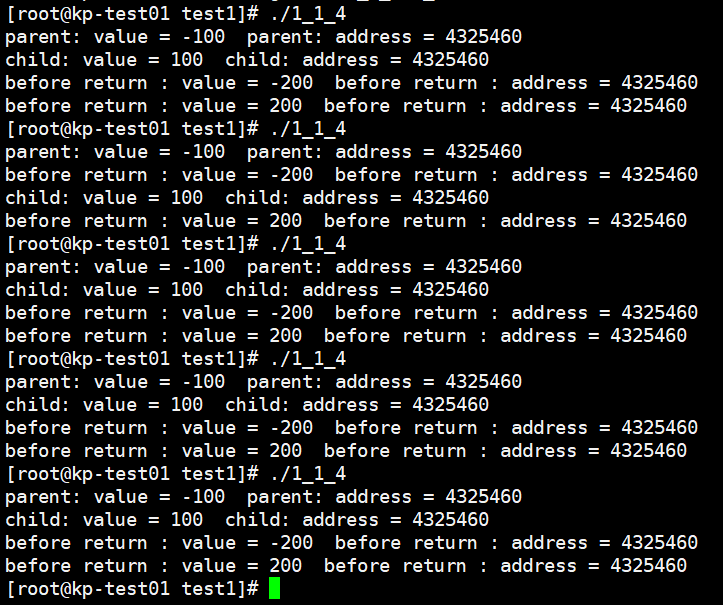 [root@kp-test01 test1]# ./1_1_4
parent: value = -100  parent: address = 4325460
child: value = 100  child: address = 4325460
before return : value = -200  before return : address = 4325460
before return : value = 200  before return : address = 4325460
[root@kp-test01 test1]# ./1_1_4
parent: value = -100  parent: address = 4325460
before return : value = -200  before return : address = 4325460
child: value = 100  child: address = 4325460
before return : value = 200  before return : address = 4325460
[root@kp-test01 test1]# ./1_1_4
parent: value = -100  parent: address = 4325460
child: value = 100  child: address = 4325460
before return : value = -200  before return : address = 4325460
before return : value = 200  before return : address = 4325460
[root@kp-test01 test1]# ./1_1_4
parent: value = -100  parent: address = 4325460
child: value = 100  child: address = 4325460
before return : value = -200  before return : address = 4325460
before return : value = 200  before return : address = 4325460
[root@kp-test01 test1]# ./1_1_4
parent: value = -100  parent: address = 4325460
child: value = 100  child: address = 4325460
before return : value = -200  before return : address = 4325460
before return : value = 200  before return : address = 4325460
[root@kp-test01 test1]#